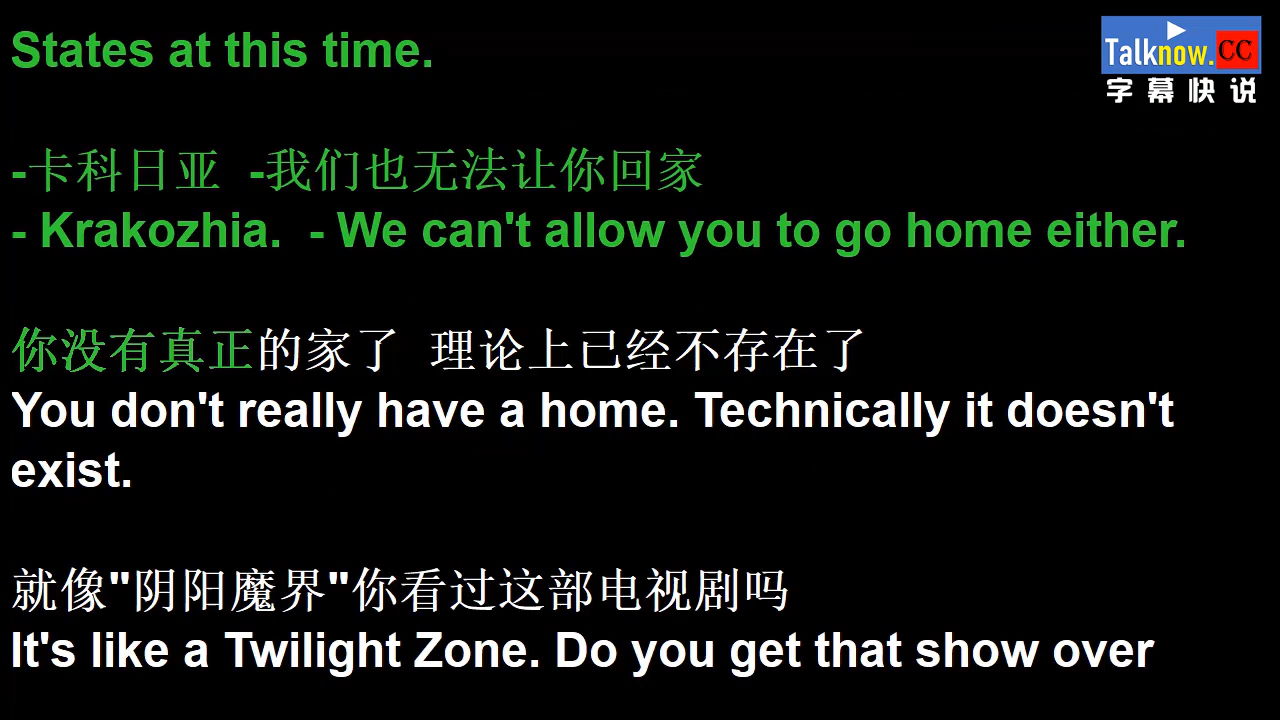 States at this time.
Talknow.CC
字幕快说
-卡科日亚 -我们也无法让你回家
- Krakozhia. - We can't allow you to go home either.
你没有真正的家了 理论上已经不存在了
You don't really have a home. Technically it doesn't
exist.
就像"阴阳魔界"你看过这部电视剧吗
It's like a Twilight Zone. Do you get that show over